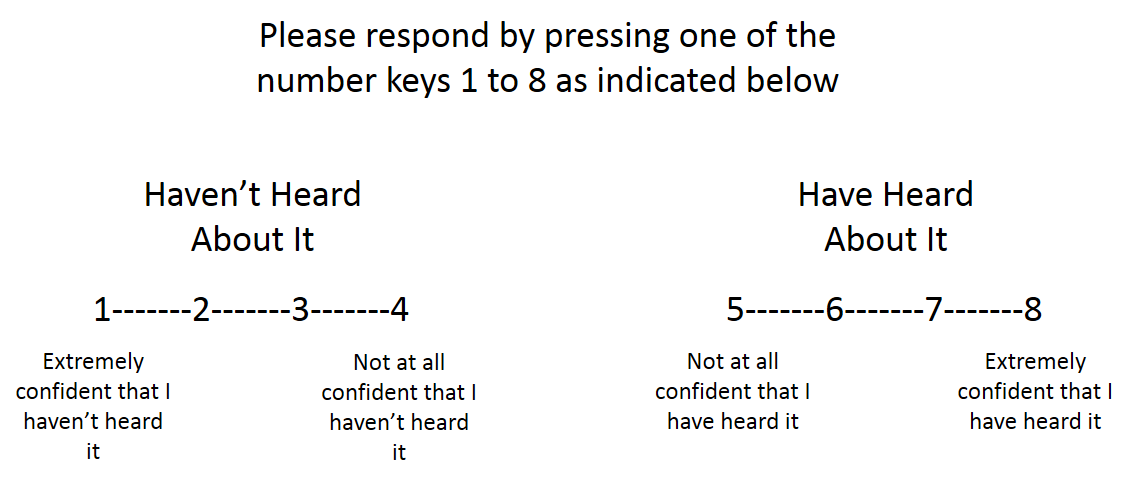 Please respond by pressing one of the
number keys 1 to 8 as indicated below
Haven’t Heard
About It
1-------2-------3-------4
Extremely
confident that I
haven’t heard
it
Not at all
confident that I
haven’t heard
it
Have Heard
About It
5-------6-------7-------8
Not at all
confident that I
have heard it
Extremely
confident that I
have heard it